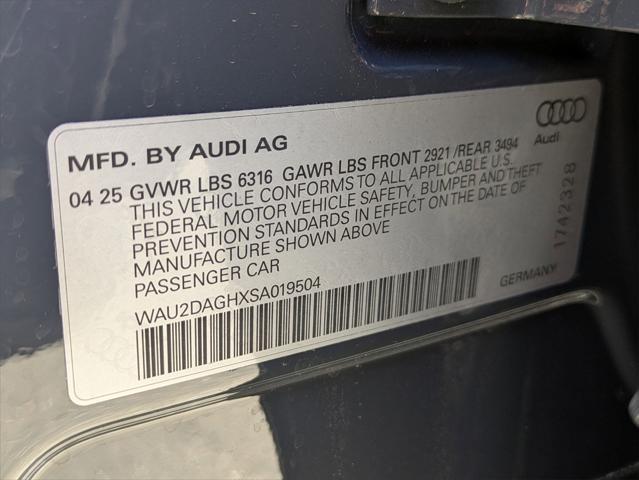 MFD. BY AUDI AG
Audi
04 25 GVWR LBS 6316 GAWR LBS FRONT 2921 /REAR 3494
THIS VEHICLE CONFORMS TO ALL APPLICABLE U.S.
FEDERAL MOTOR VEHICLE SAFETY, BUMPER AND THEFT
PREVENTION STANDARDS IN EFFECT ON THE DATE OF
MANUFACTURE SHOWN ABOVE
PASSENGER CAR
WAU2DAGHXSA019504
GERMANY
1742328